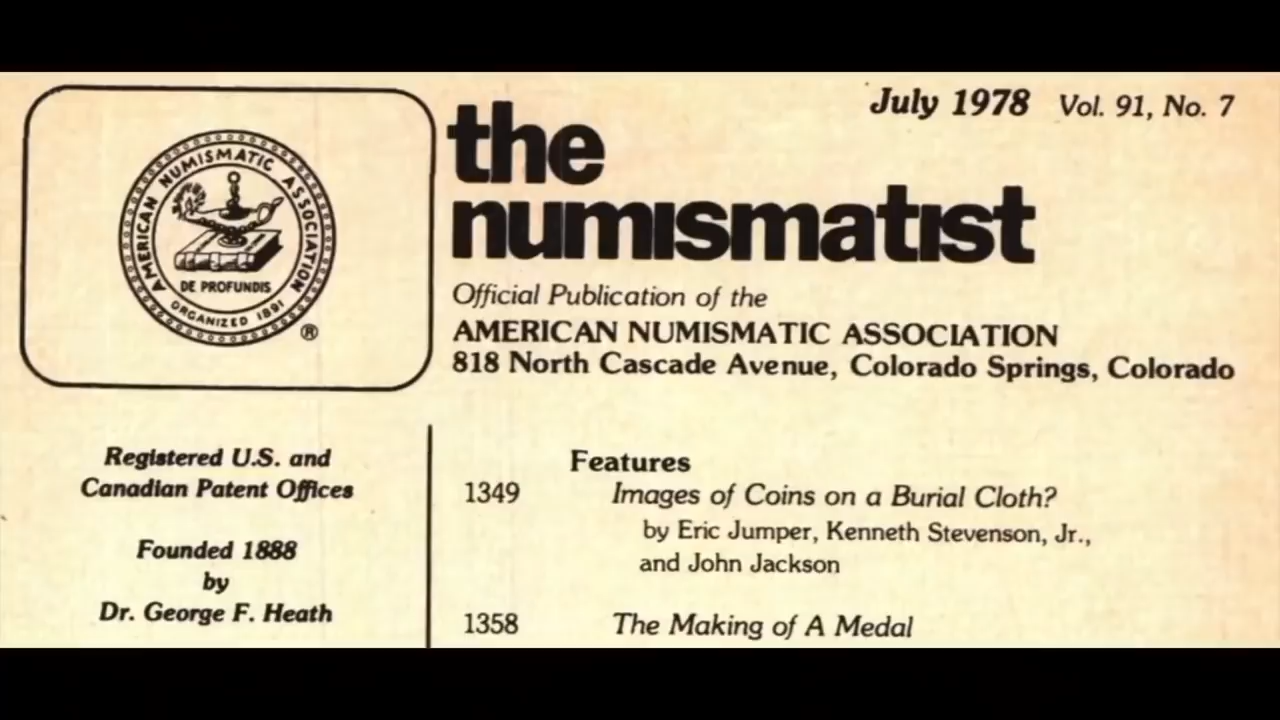 July 1978 Vol. 91, No. 7
the
numismatist
AMERICAN NUMISMATIC ASSOCIATION
DE PROFUNDIS
ORGANIZED 1891
®
Official Publication of the
AMERICAN NUMISMATIC ASSOCIATION
818 North Cascade Avenue, Colorado Springs, Colorado
Registered U.S. and
Canadian Patent Offices
Founded 1888
by
Dr. George F. Heath
Features
1349 Images of Coins on a Burial Cloth?
by Eric Jumper, Kenneth Stevenson, Jr.,
and John Jackson
1358 The Making of A Medal